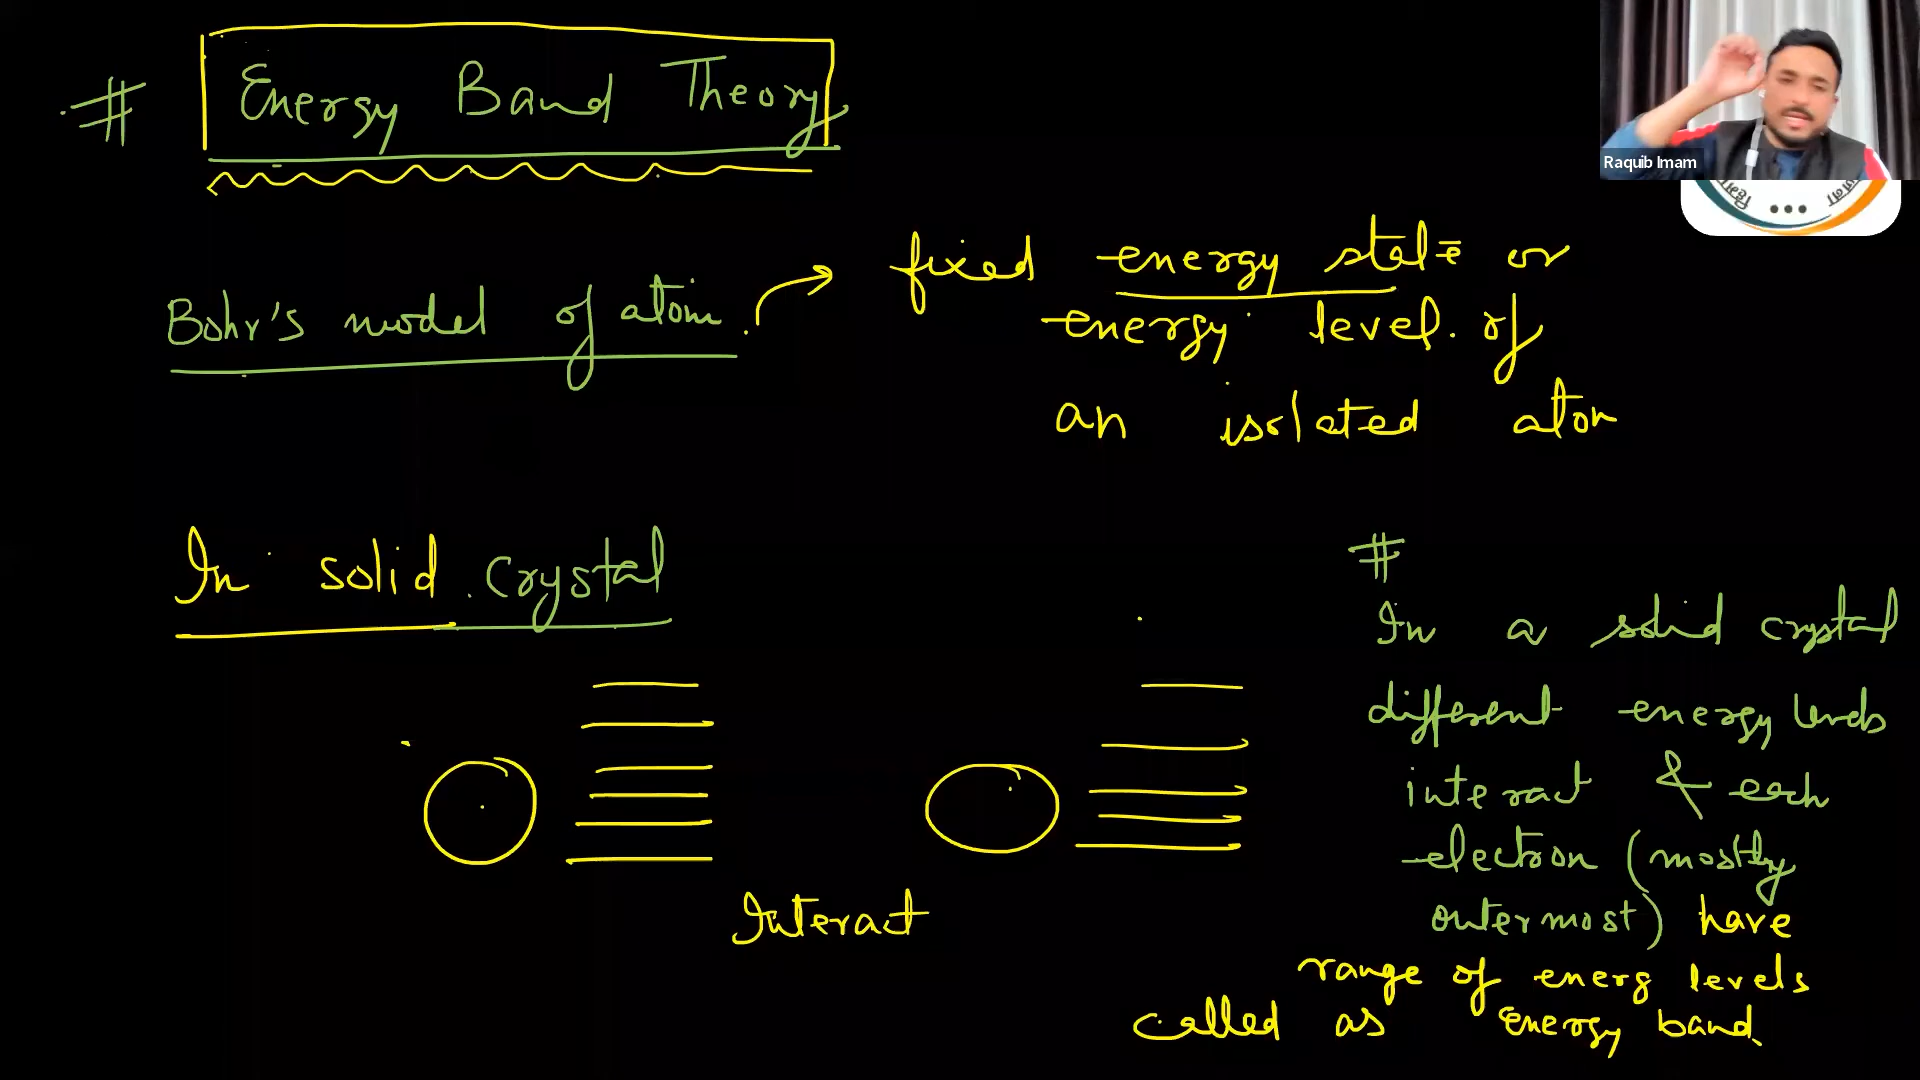 # Energy Band Theory
Raquib Imam
Bohr's model of atom.
fixed energy state or
energy level. of
an isolated atom
In solid. crystal
#
In a solid crystal
different energy levels
interact & each
electron (mostly
outermost) have
range of energ levels
called as energy band
Interact